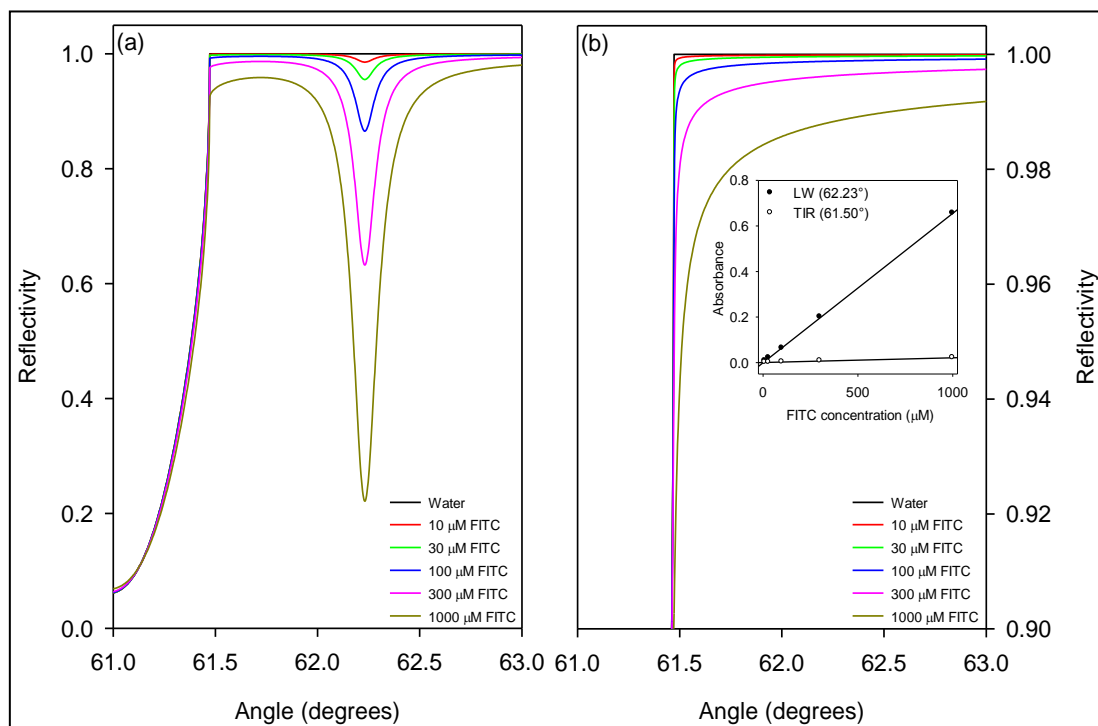 (a)
1.0
0.8
0.6
0.4
0.2
0.0
Reflectivity
61.0
61.5
62.0
62.5
63.0
Angle (degrees)
Water
10 μM FITC
30 μM FITC
100 μM FITC
300 μM FITC
1000 μM FITC
(b)
1.00
0.98
0.96
0.94
0.92
0.90
Reflectivity
61.0
61.5
62.0
62.5
63.0
Angle (degrees)
0.8
0.6
0.4
0.2
0.0
Absorbance
LW (62.23°)
TIR (61.50°)
0
500
1000
FITC concentration (μM)
Water
10 μM FITC
30 μM FITC
100 μM FITC
300 μM FITC
1000 μM FITC